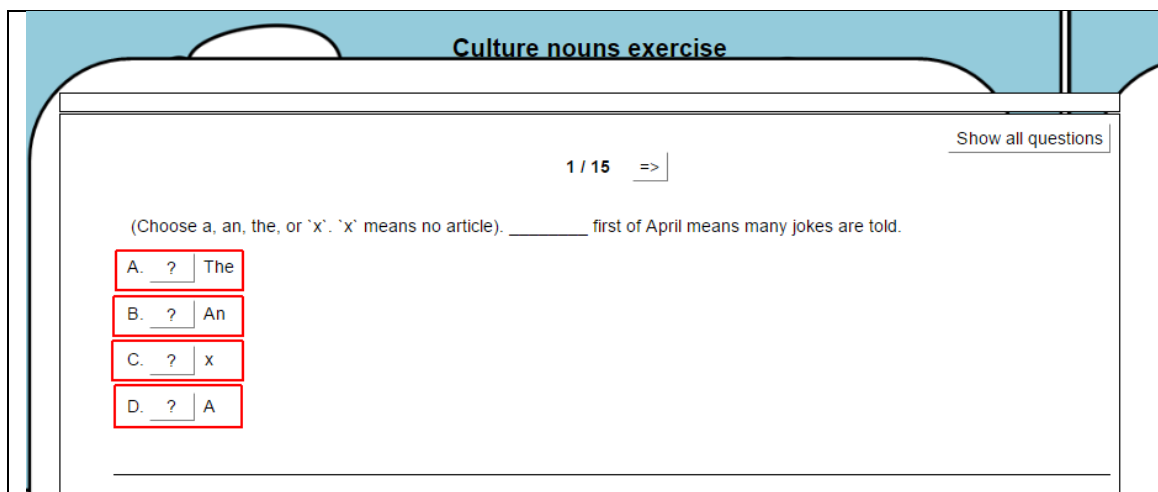 Culture nouns exercise
Show all questions
1 / 15 =>
(Choose a, an, the, or `x`. `x` means no article). ________ first of April means many jokes are told.
A. ? The
B. ? An
C. ? x
D. ? A